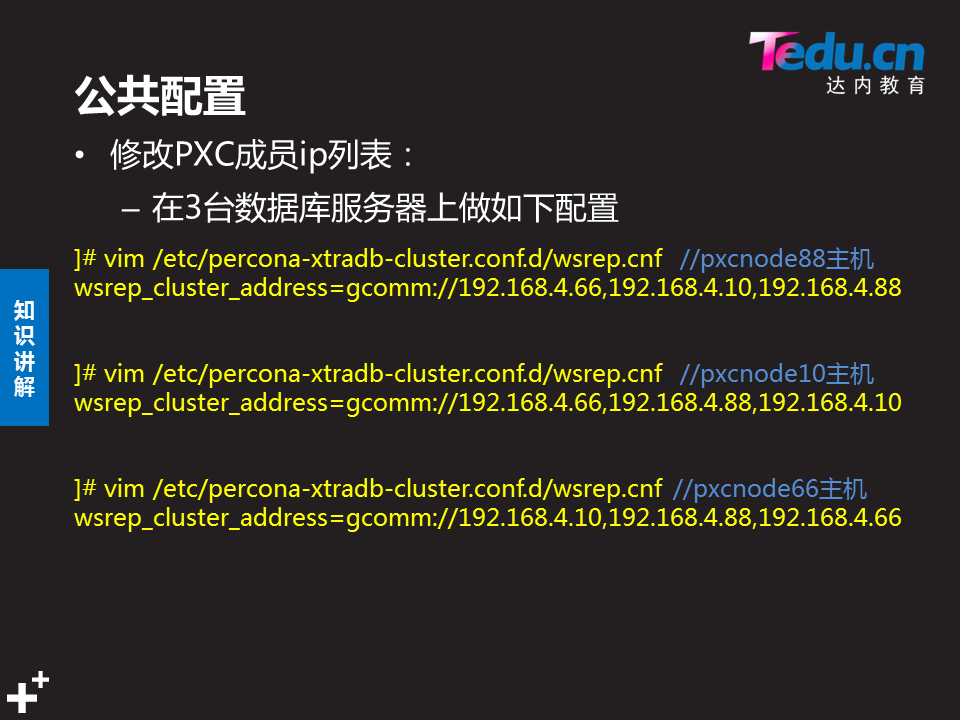 Tedu.cn
达内教育
公共配置
• 修改PXC成员ip列表：
– 在3台数据库服务器上做如下配置
]# vim /etc/percona-xtradb-cluster.conf.d/wsrep.cnf //pxcnode88主机
wsrep_cluster_address=gcomm://192.168.4.66,192.168.4.10,192.168.4.88
]# vim /etc/percona-xtradb-cluster.conf.d/wsrep.cnf //pxcnode10主机
wsrep_cluster_address=gcomm://192.168.4.66,192.168.4.88,192.168.4.10
]# vim /etc/percona-xtradb-cluster.conf.d/wsrep.cnf //pxcnode66主机
wsrep_cluster_address=gcomm://192.168.4.10,192.168.4.88,192.168.4.66
知识讲解